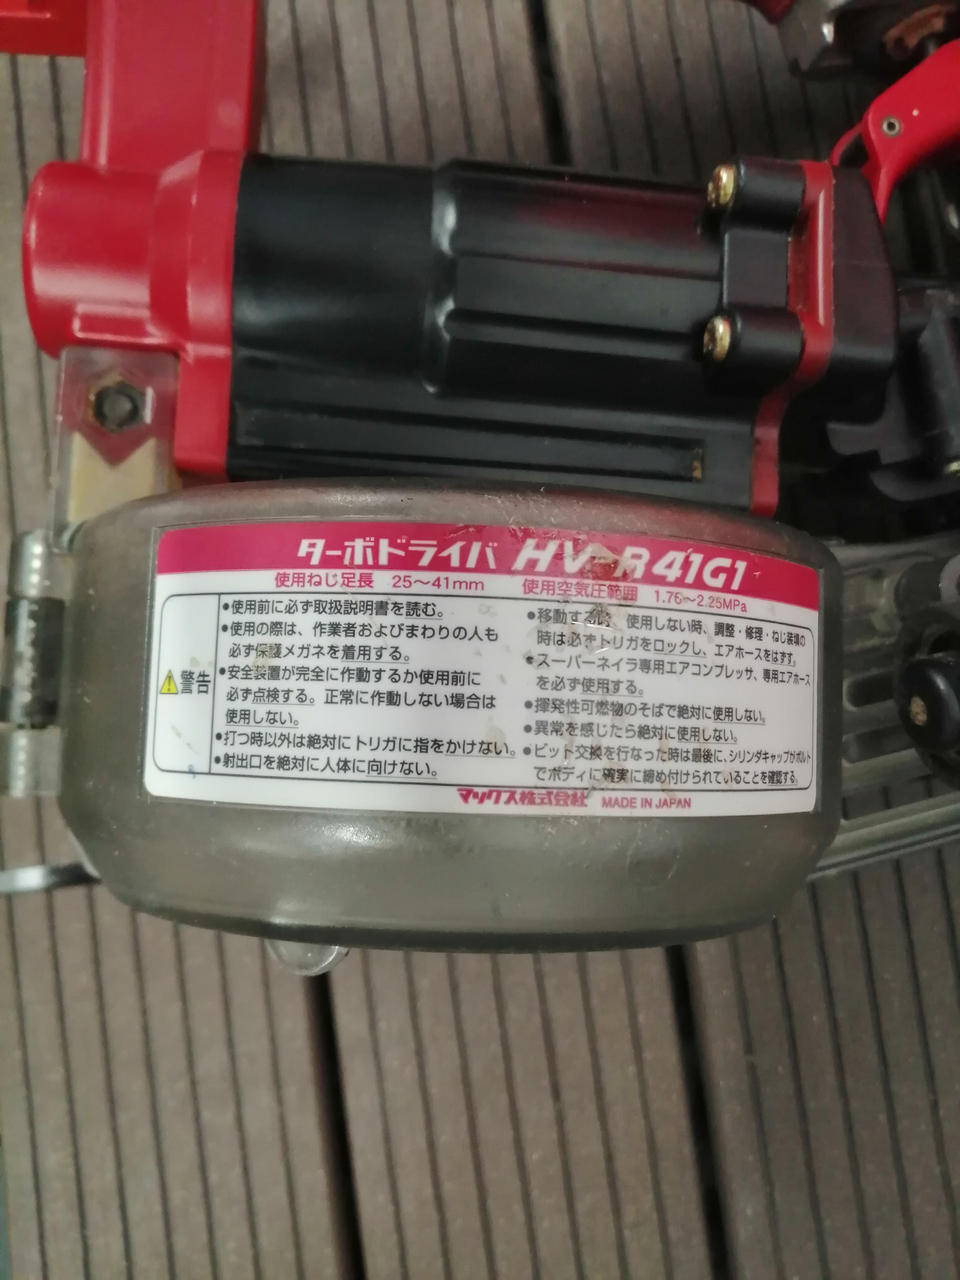 ターボドライバ HV-R41G1
使用ねじ足長 25〜41mm 使用空気圧範囲 1.76〜2.25MPa
警告
●使用前に必ず取扱説明書を読む。
●使用の際は、作業者およびまわりの人も
必ず保護メガネを着用する。
●安全装置が完全に作動するか使用前に
必ず点検する。正常に作動しない場合は
使用しない。
●打つ時以外は絶対にトリガに指をかけない。
●射出口を絶対に人体に向けない。
●移動する時、使用しない時、調整・修理・ねじ装填の
時は必ずトリガをロックし、エアホースをはずす。
●スーパーネイラ専用エアコンプレッサ、専用エアホース
を必ず使用する。
●揮発性可燃物のそばで絶対に使用しない。
●異常を感じたら絶対に使用しない。
●ビット交換を行なった時は最後に、シリンダキャップがボルト
でボディに確実に締め付けられていることを確認する。
マックス株式会社 MADE IN JAPAN